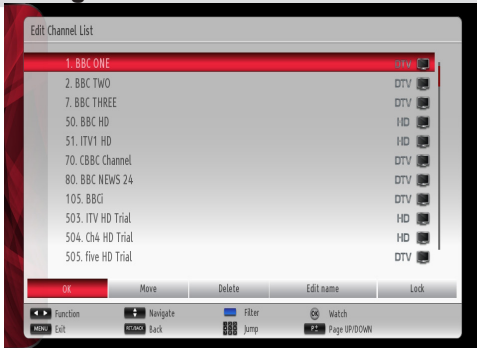 Edit Channel List
1. BBC ONE DTV
2. BBC TWO DTV
7. BBC THREE DTV
50. BBC HD HD
51. ITV1 HD HD
70. CBBC Channel DTV
80. BBC NEWS 24 DTV
105. BBCi DTV
503. ITV HD Trial HD
504. Ch4 HD Trial HD
505. five HD Trial DTV
OK Move Delete Edit name Lock
Function Navigate Filter OK Watch
MENU Exit RET/BACK Back Jump P± Page UP/DOWN